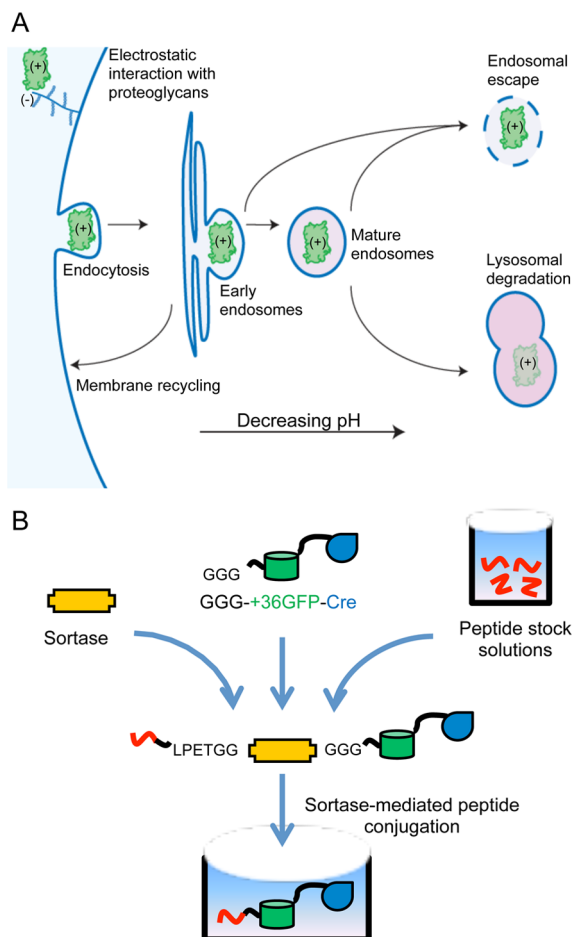 A
Electrostatic
interaction with
proteoglycans
(+)
(-)
Endosomal
escape
(+)
(+)
Endocytosis
(+)
Early
endosomes
(+)
Mature
endosomes
Lysosomal
degradation
(+)
Membrane recycling
Decreasing pH
B
GGG
GGG-+36GFP-Cre
Sortase
Peptide stock
solutions
LPETGG
GGG
Sortase-mediated peptide
conjugation